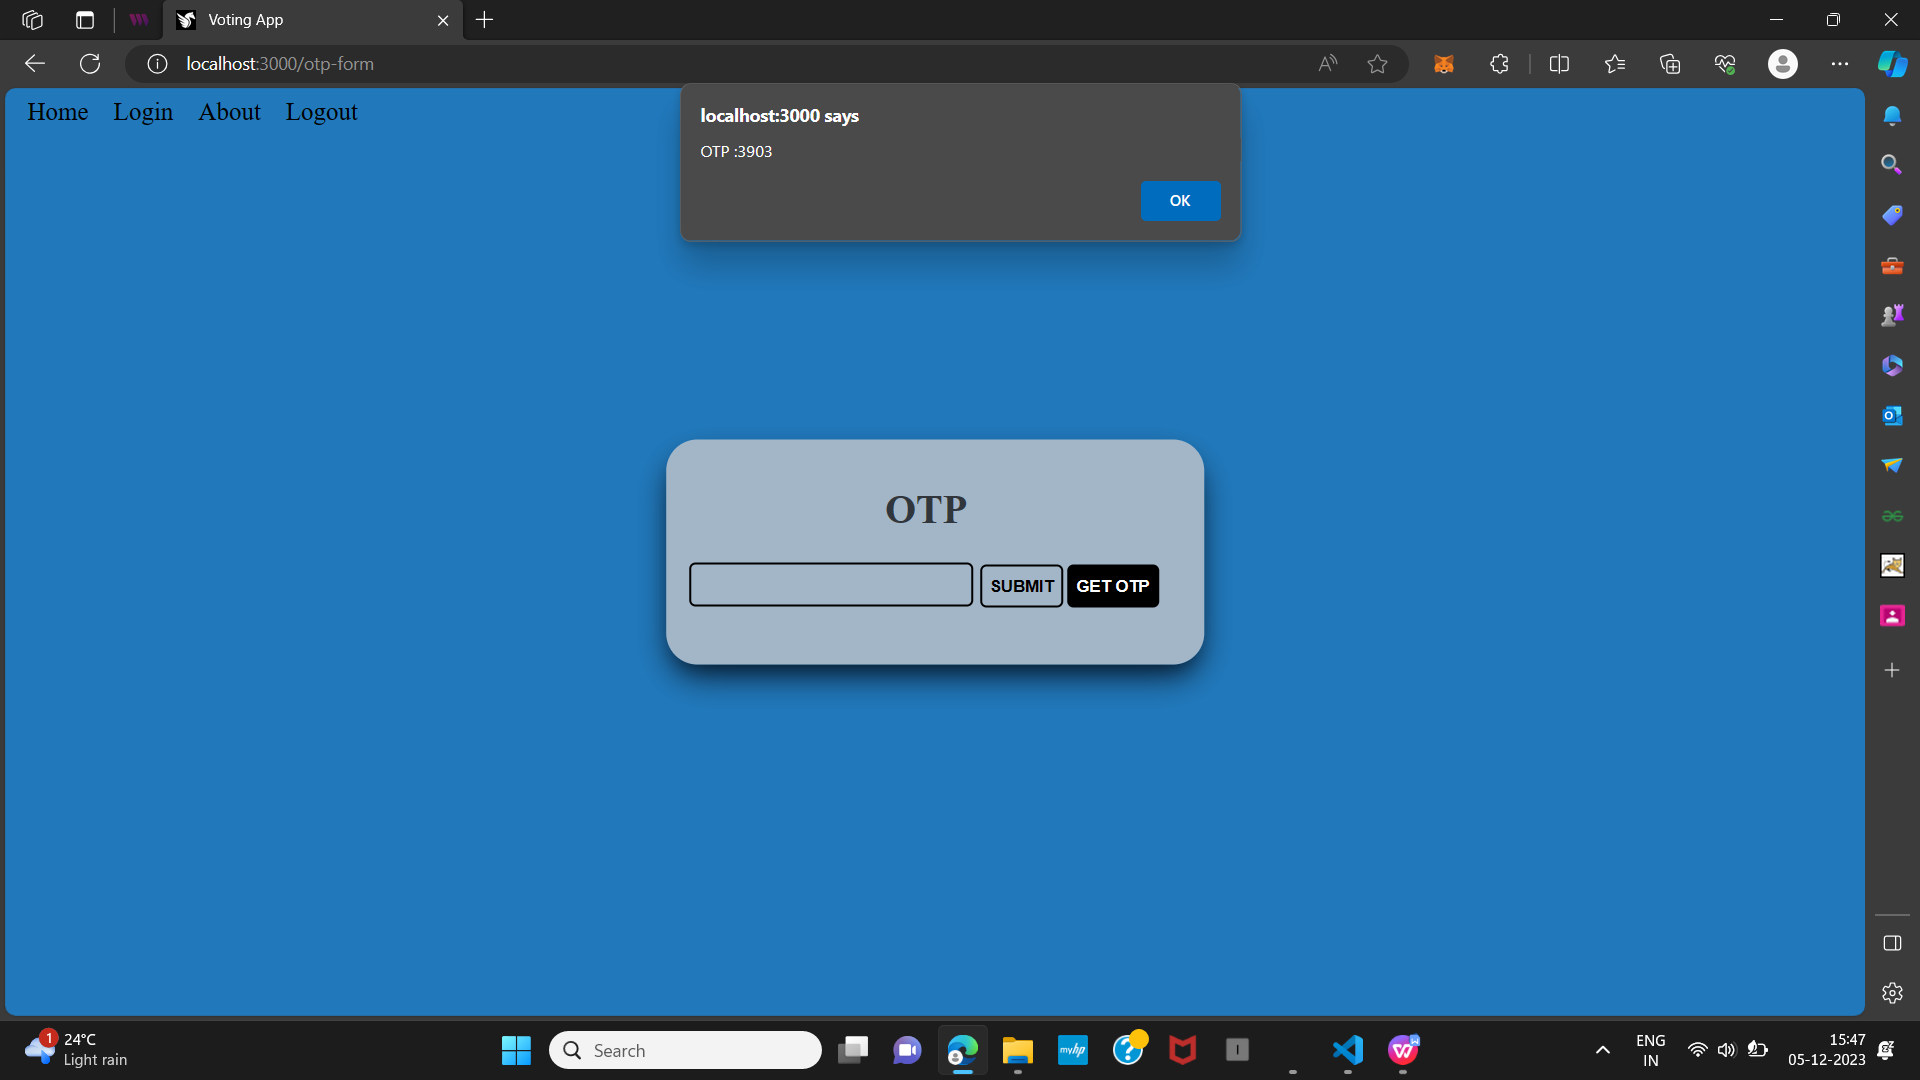 Voting App
localhost:3000/otp-form
Home Login About Logout
localhost:3000 says
OTP :3903
OK
OTP
SUBMIT GET OTP
1
24°C
Light rain
Search
myhp
ENG
IN
15:47
05-12-2023